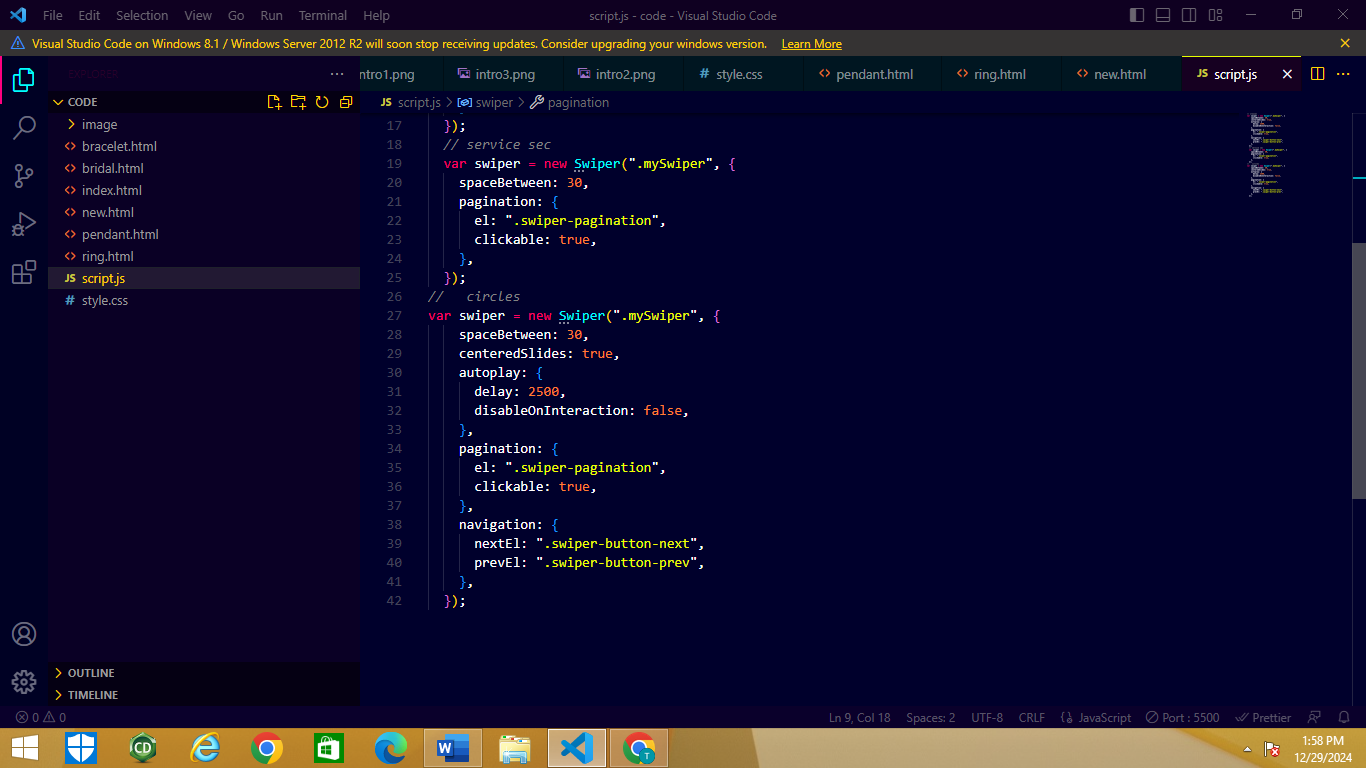 File Edit Selection View Go Run Terminal Help script.js - code - Visual Studio Code
Visual Studio Code on Windows 8.1 / Windows Server 2012 R2 will soon stop receiving updates. Consider upgrading your windows version. Learn More
EXPLORER
ntro1.png intro3.png intro2.png # style.css <> pendant.html <> ring.html <> new.html JS script.js
CODE
JS script.js > swiper > pagination
image
<> bracelet.html
<> bridal.html
<> index.html
<> new.html
<> pendant.html
<> ring.html
JS script.js
# style.css
17 });
18 // service sec
19 var swiper = new Swiper(".mySwiper", {
20 spaceBetween: 30,
21 pagination: {
22 el: ".swiper-pagination",
23 clickable: true,
24 },
25 });
26 //   circles
27 var swiper = new Swiper(".mySwiper", {
28 spaceBetween: 30,
29 centeredSlides: true,
30 autoplay: {
31 delay: 2500,
32 disableOnInteraction: false,
33 },
34 pagination: {
35 el: ".swiper-pagination",
36 clickable: true,
37 },
38 navigation: {
39 nextEl: ".swiper-button-next",
40 prevEl: ".swiper-button-prev",
41 },
42 });
OUTLINE
TIMELINE
0 0 Ln 9, Col 18 Spaces: 2 UTF-8 CRLF {} JavaScript Port : 5500 Prettier
CD W T
1:58 PM
12/29/2024